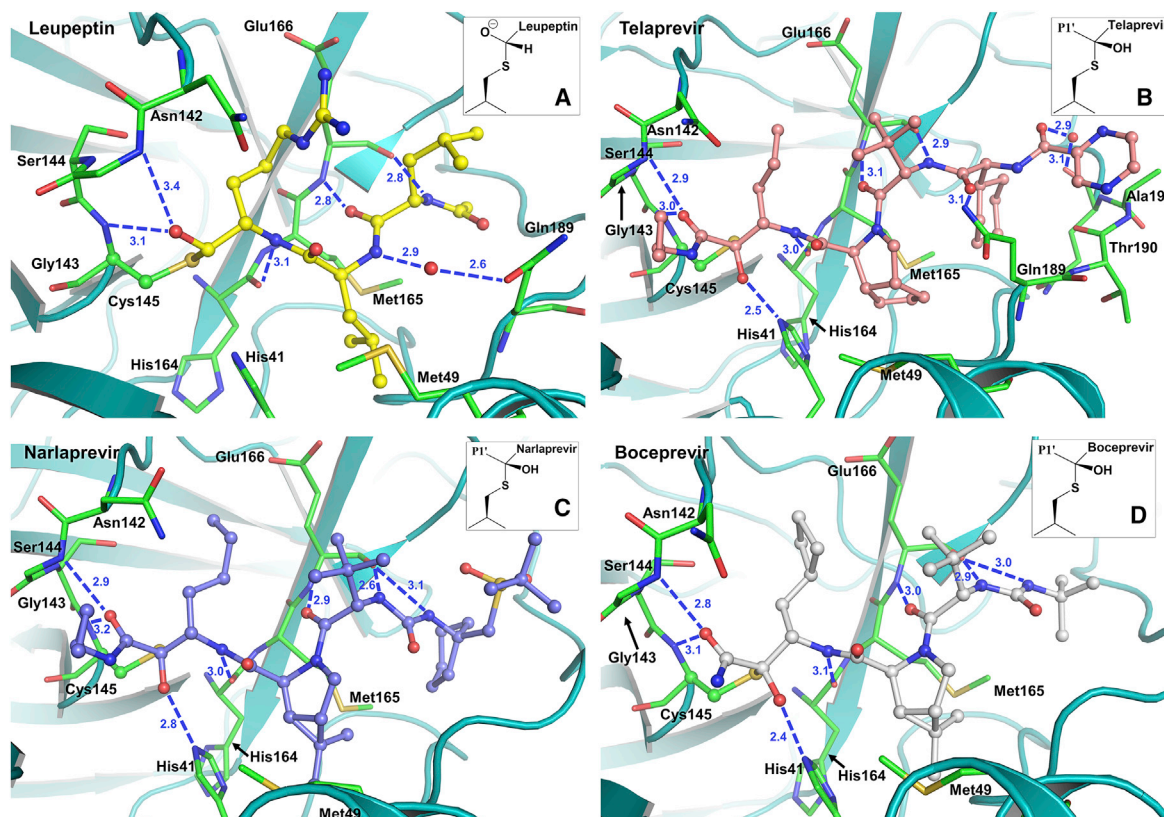 Leupeptin
Glu166
O⊖
Leupeptin
H
S
A
Asn142
Ser144
3.4
2.8
2.8
3.1
Gln189
2.9
2.6
3.1
Gly143
Cys145
Met165
His164
His41
Met49
Telaprevir
Glu166
P1'
Telaprevi
OH
S
B
Asn142
Ser144
2.9
2.9
2.9
3.1
3.1
3.0
3.1
Ala19
Gly143
3.0
Thr190
Met165
Gln189
Cys145
2.5
His41
His164
Met49
Narlaprevir
Glu166
P1'
Narlaprevir
OH
S
C
Asn142
Ser144
2.9
2.6
3.1
2.9
Gly143
3.2
3.0
Cys145
Met165
2.8
His164
His41
Met49
Boceprevir
Glu166
P1'
Boceprevir
OH
S
D
Asn142
Ser144
3.0
2.9
3.0
2.8
3.1
Gly143
3.1
Met165
Cys145
2.4
His41
His164
Met49